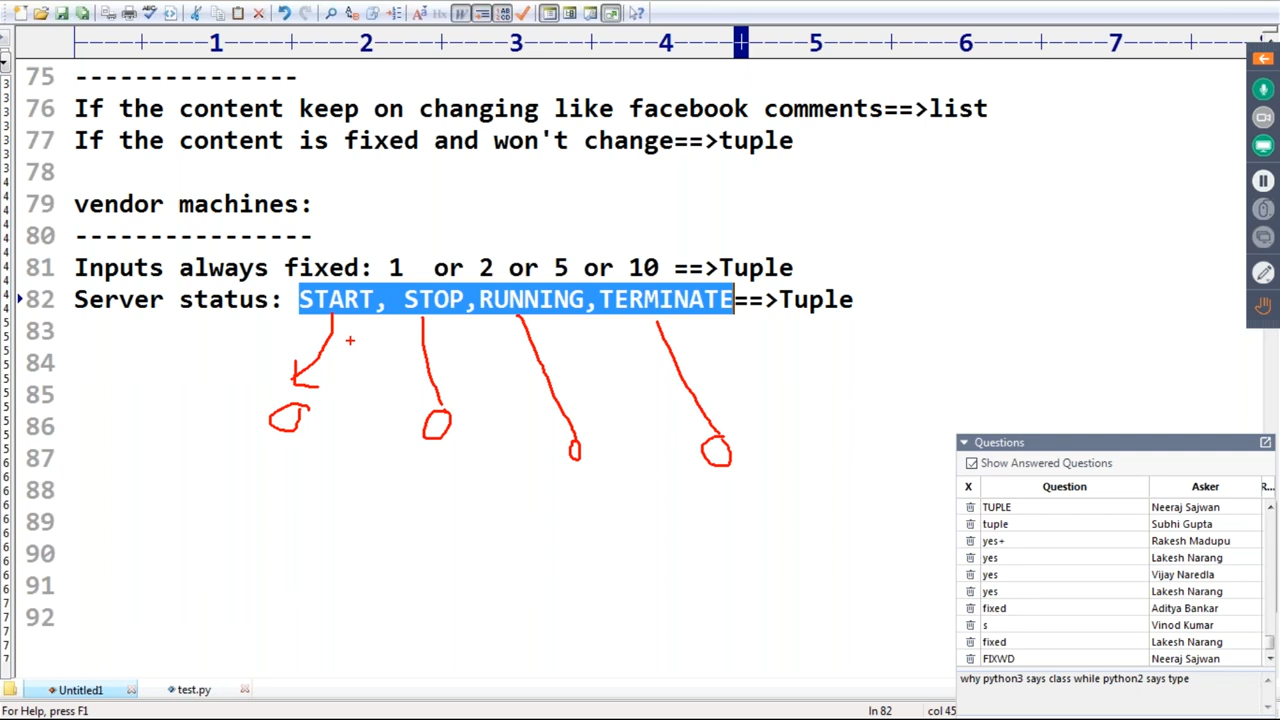 1 2 3 4 5 6 7
75 ---------------
76 If the content keep on changing like facebook comments==>list
77 If the content is fixed and won't change==>tuple
78
79 vendor machines:
80 ----------------
81 Inputs always fixed: 1  or 2 or 5 or 10 ==>Tuple
82 Server status: START, STOP,RUNNING,TERMINATE==>Tuple
83
84
85
86
87
88
89
90
91
92
Questions
Show Answered Questions
X Question Asker R...
TUPLE Neeraj Sajwan
tuple Subhi Gupta
yes+ Rakesh Madupu
yes Lakesh Narang
yes Vijay Naredla
yes Lakesh Narang
fixed Aditya Bankar
s Vinod Kumar
fixed Lakesh Narang
FIXWD Neeraj Sajwan
why python3 says class while python2 says type
Untitled1 test.py
For Help, press F1 ln 82 col 45